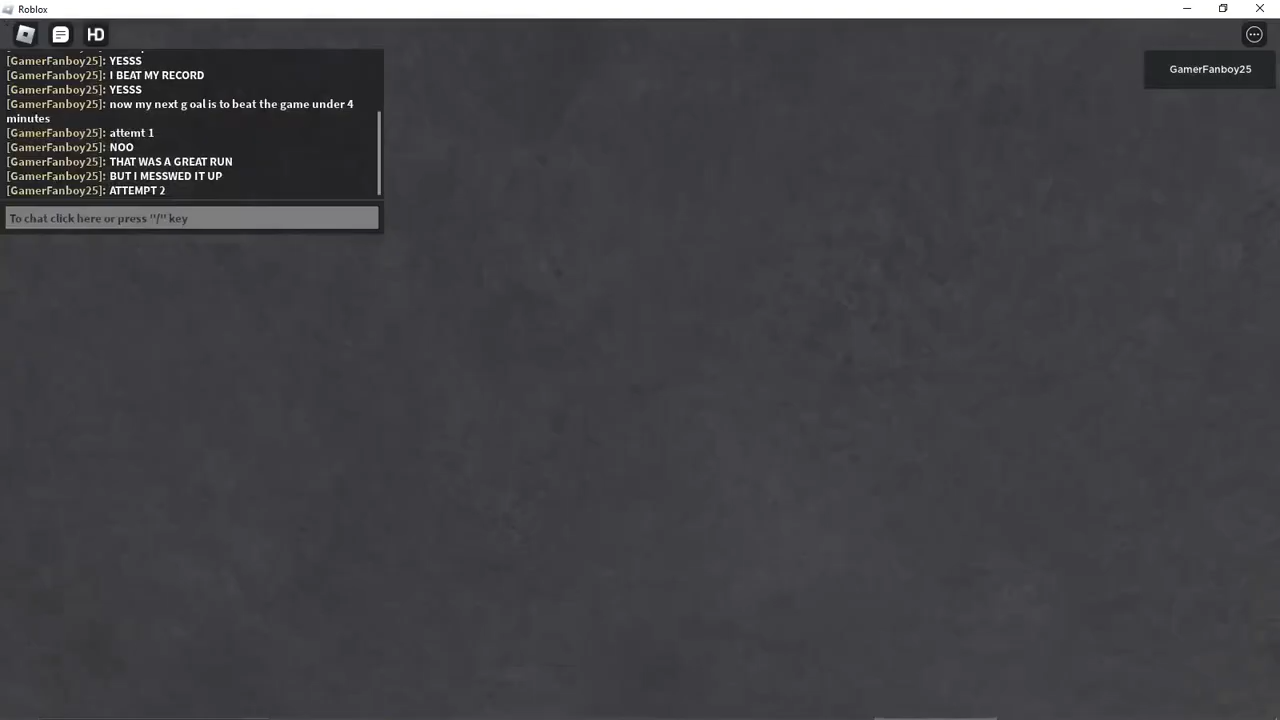 Roblox
HD
[GamerFanboy25]: YESSS
[GamerFanboy25]: I BEAT MY RECORD
[GamerFanboy25]: YESSS
[GamerFanboy25]: now my next g oal is to beat the game under 4
minutes
[GamerFanboy25]: attemt 1
[GamerFanboy25]: NOO
[GamerFanboy25]: THAT WAS A GREAT RUN
[GamerFanboy25]: BUT I MESSWED IT UP
[GamerFanboy25]: ATTEMPT 2
To chat click here or press "/" key
GamerFanboy25